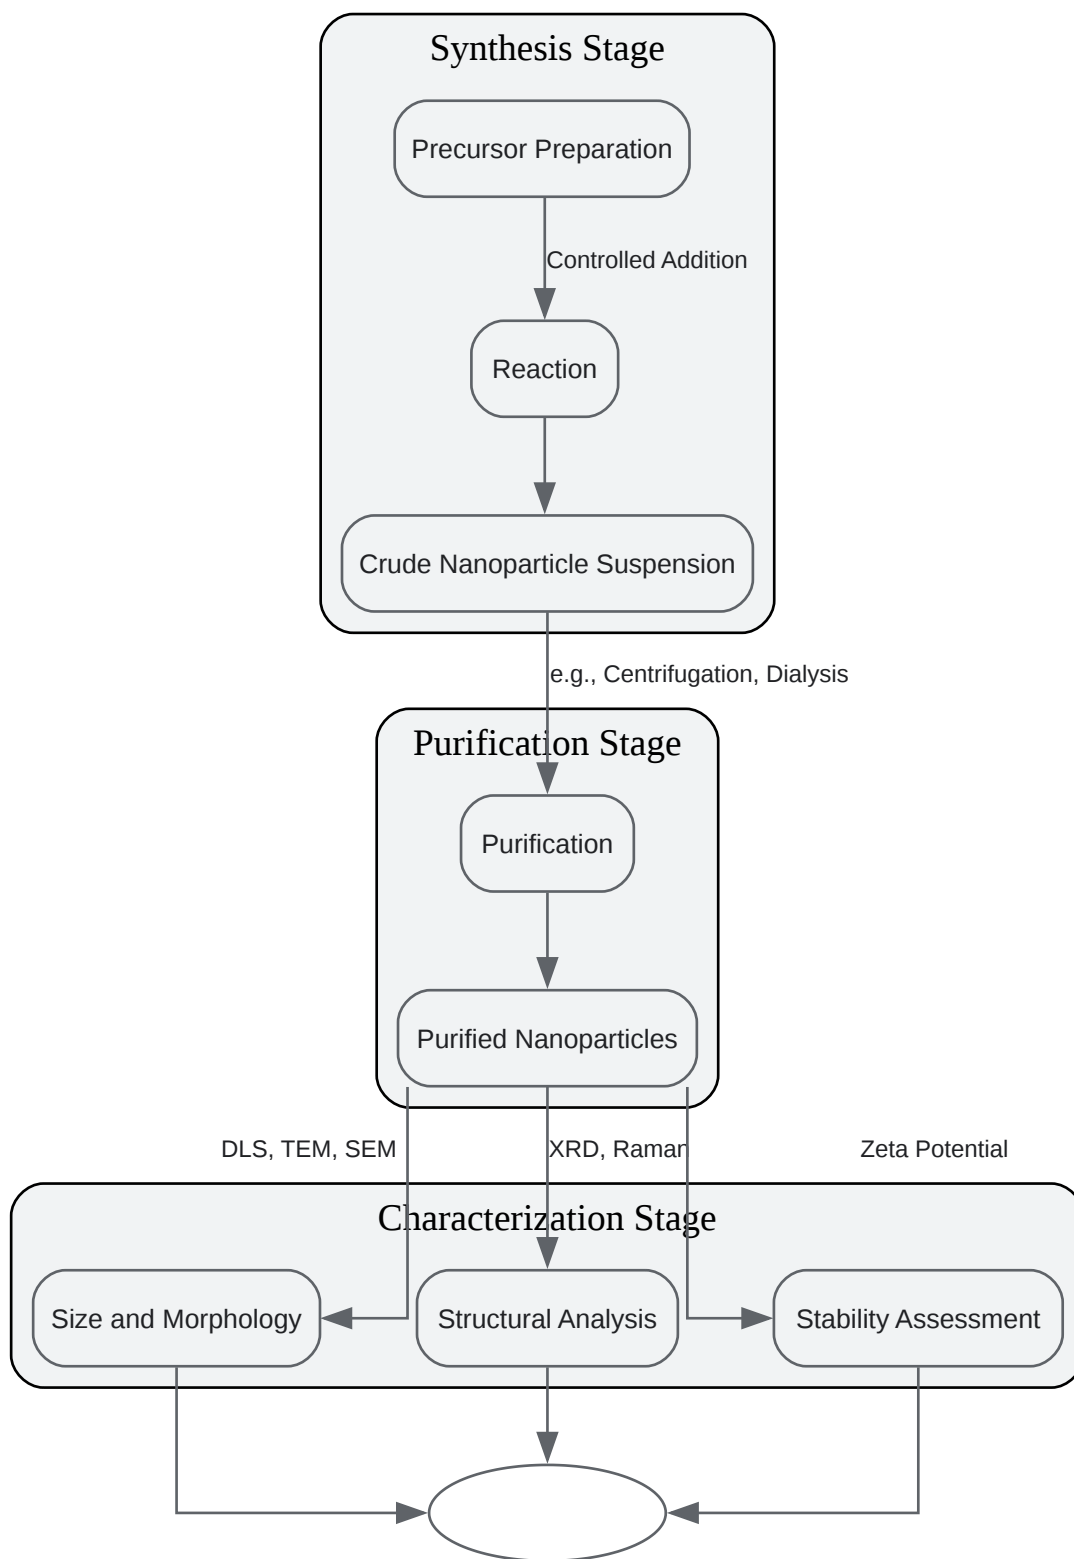 Synthesis Stage
Precursor Preparation
Controlled Addition
Reaction
Crude Nanoparticle Suspension
e.g., Centrifugation, Dialysis
Purification Stage
Purification
Purified Nanoparticles
DLS, TEM, SEM
XRD, Raman
Zeta Potential
Characterization Stage
Size and Morphology
Structural Analysis
Stability Assessment